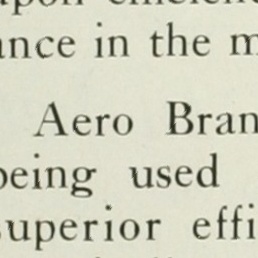 ance in the m
Aero Bran
being used
superior effi